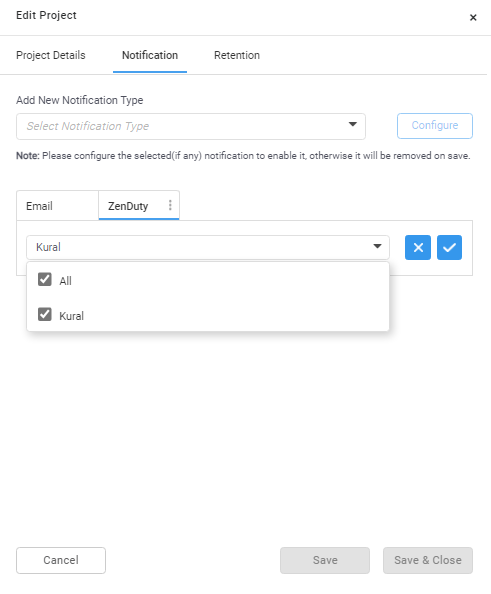 Edit Project
×
Project Details Notification Retention
Add New Notification Type
Select Notification Type
Configure
Note: Please configure the selected(if any) notification to enable it, otherwise it will be removed on save.
Email ZenDuty
Kural
All
Kural
Cancel Save Save & Close